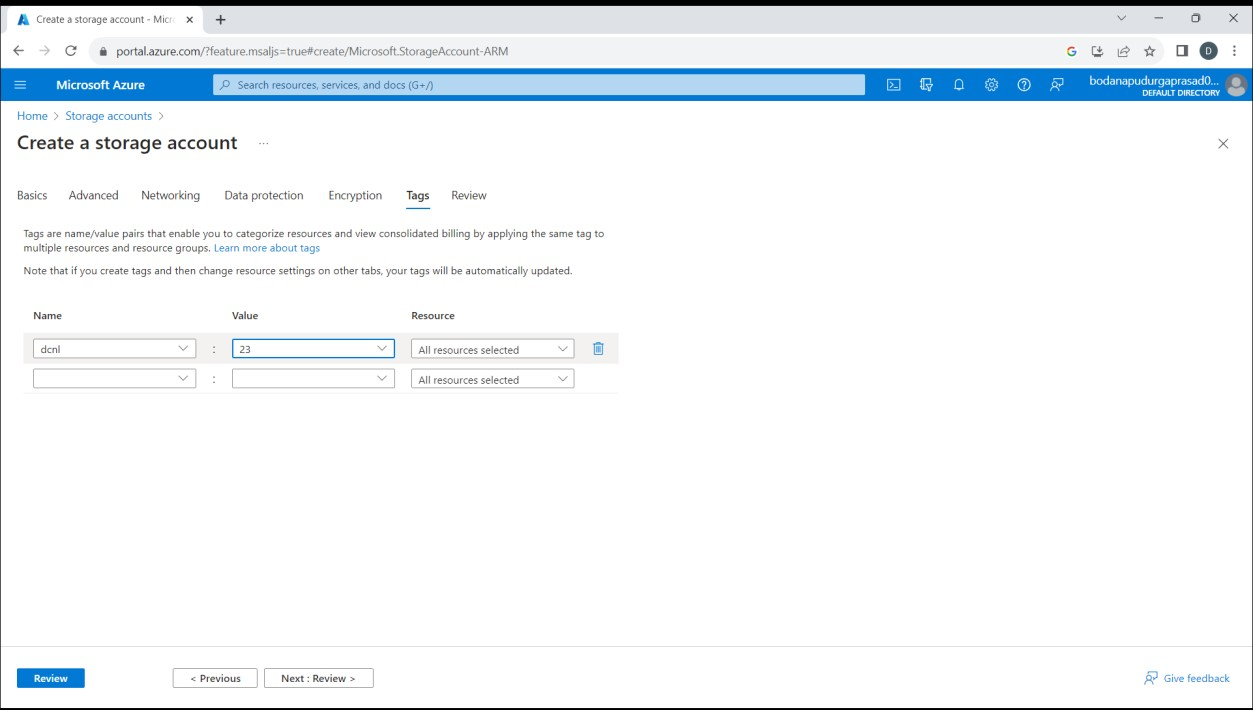 Create a storage account - Micr
portal.azure.com/?feature.msaljs=true#create/Microsoft.StorageAccount-ARM
G
D
Microsoft Azure
Search resources, services, and docs (G+/)
bodanapudurgaprasad0...
DEFAULT DIRECTORY
Home > Storage accounts >
Create a storage account ...
Basics Advanced Networking Data protection Encryption Tags Review
Tags are name/value pairs that enable you to categorize resources and view consolidated billing by applying the same tag to
multiple resources and resource groups. Learn more about tags
Note that if you create tags and then change resource settings on other tabs, your tags will be automatically updated.
Name Value Resource
dcnl : 23 All resources selected
: All resources selected
Review < Previous Next : Review > Give feedback